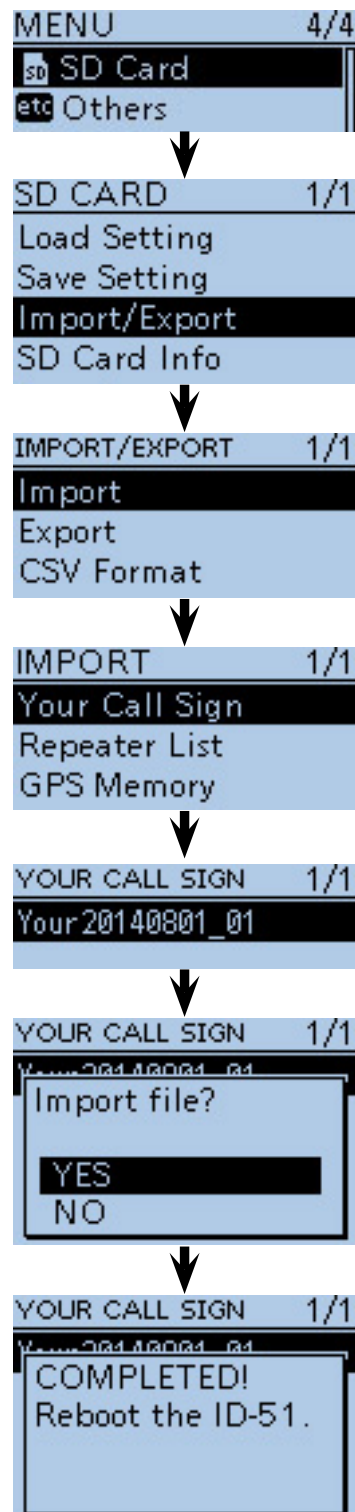 MENU 4/4
SD SD Card
etc Others
SD CARD 1/1
Load Setting
Save Setting
Import/Export
SD Card Info
IMPORT/EXPORT 1/1
Import
Export
CSV Format
IMPORT 1/1
Your Call Sign
Repeater List
GPS Memory
YOUR CALL SIGN 1/1
Your20140801_01
YOUR CALL SIGN 1/1
Import file?
YES
NO
YOUR CALL SIGN 1/1
COMPLETED!
Reboot the ID-51.